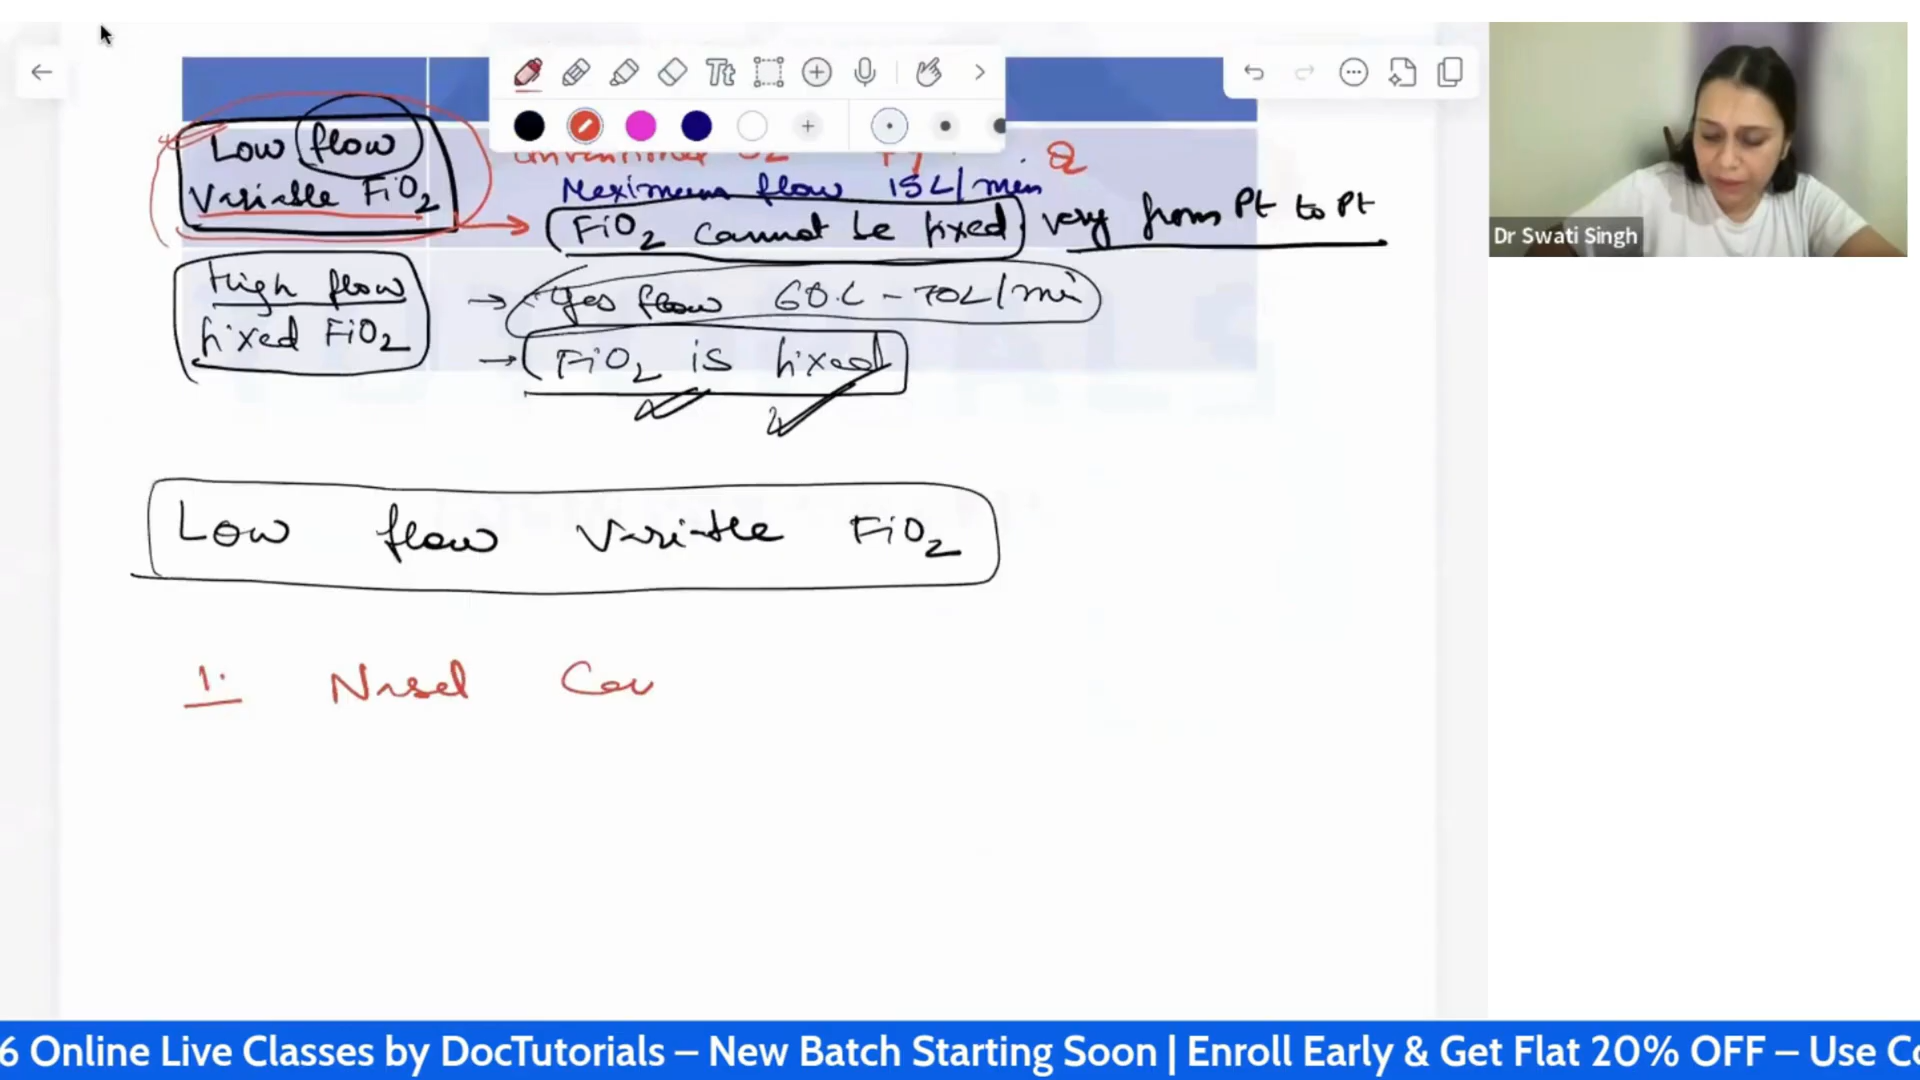 Low flow
Variable FiO2
Maximum flow 15L/min
FiO2 cannot be fixed vary from Pt to Pt
High flow
fixed FiO2
→ gas flow 60L - 70L/min
→ FiO2 is fixed
Low flow Variable FiO2
1. Nasal Can
Tt
Dr Swati Singh
6 Online Live Classes by DocTutorials – New Batch Starting Soon | Enroll Early & Get Flat 20% OFF – Use Co